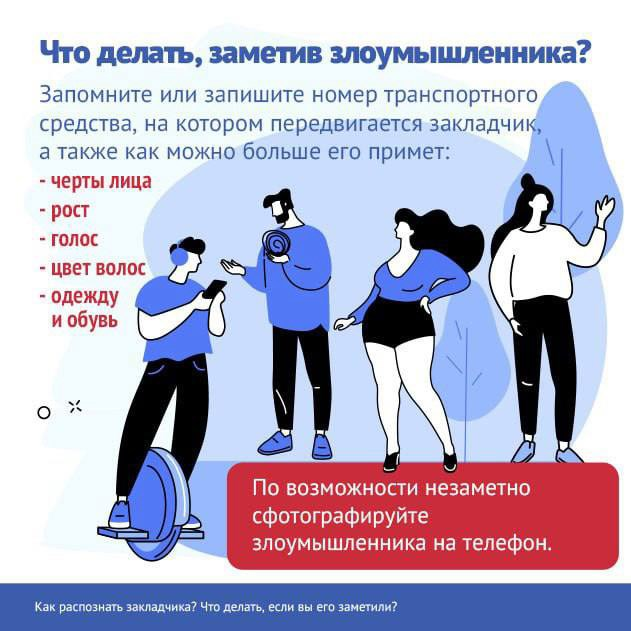 Что делать, заметив злоумышленника?
Запомните или запишите номер транспортного
средства, на котором передвигается закладчик,
а также как можно больше его примет:
- черты лица
- рост
- голос
- цвет волос
- одежду
и обувь
По возможности незаметно
сфотографируйте
злоумышленника на телефон.
Как распознать закладчика? Что делать, если вы его заметили?